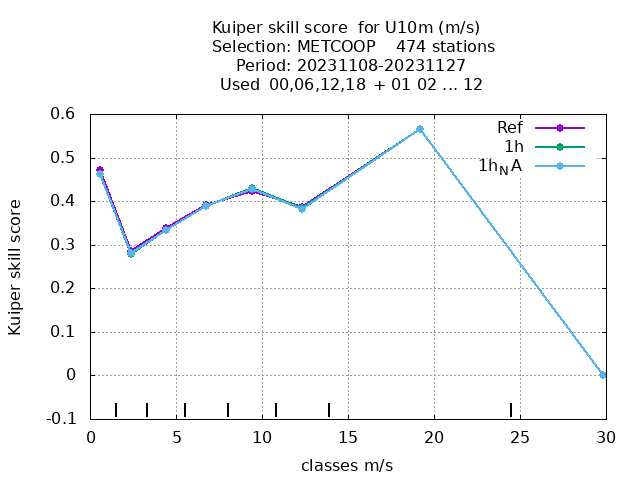 Kuiper skill score  for U10m (m/s)
Selection: METCOOP    474 stations
Period: 20231108-20231127
Used  00,06,12,18  + 01 02 ... 12
Ref
1h
1h_NA
Kuiper skill score
0.6
0.5
0.4
0.3
0.2
0.1
0
-0.1
0 5 10 15 20 25 30
classes m/s